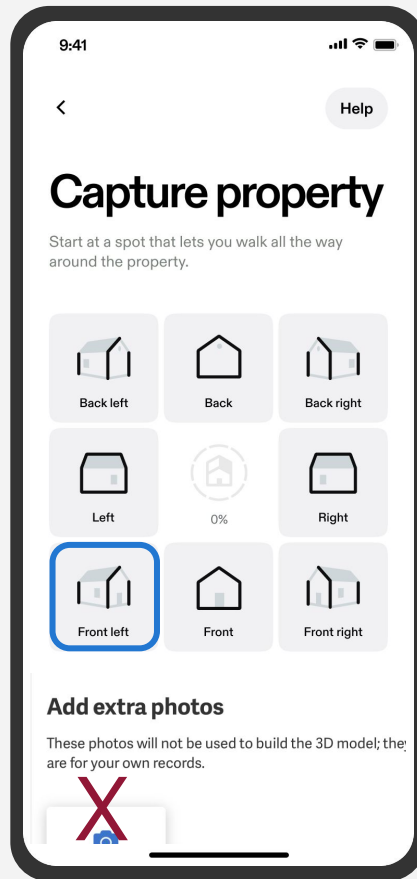 9:41
Help
Capture property
Start at a spot that lets you walk all the way
around the property.
Back left
Back
Back right
Left
0%
Right
Front left
Front
Front right
Add extra photos
These photos will not be used to build the 3D model; they
are for your own records.
X